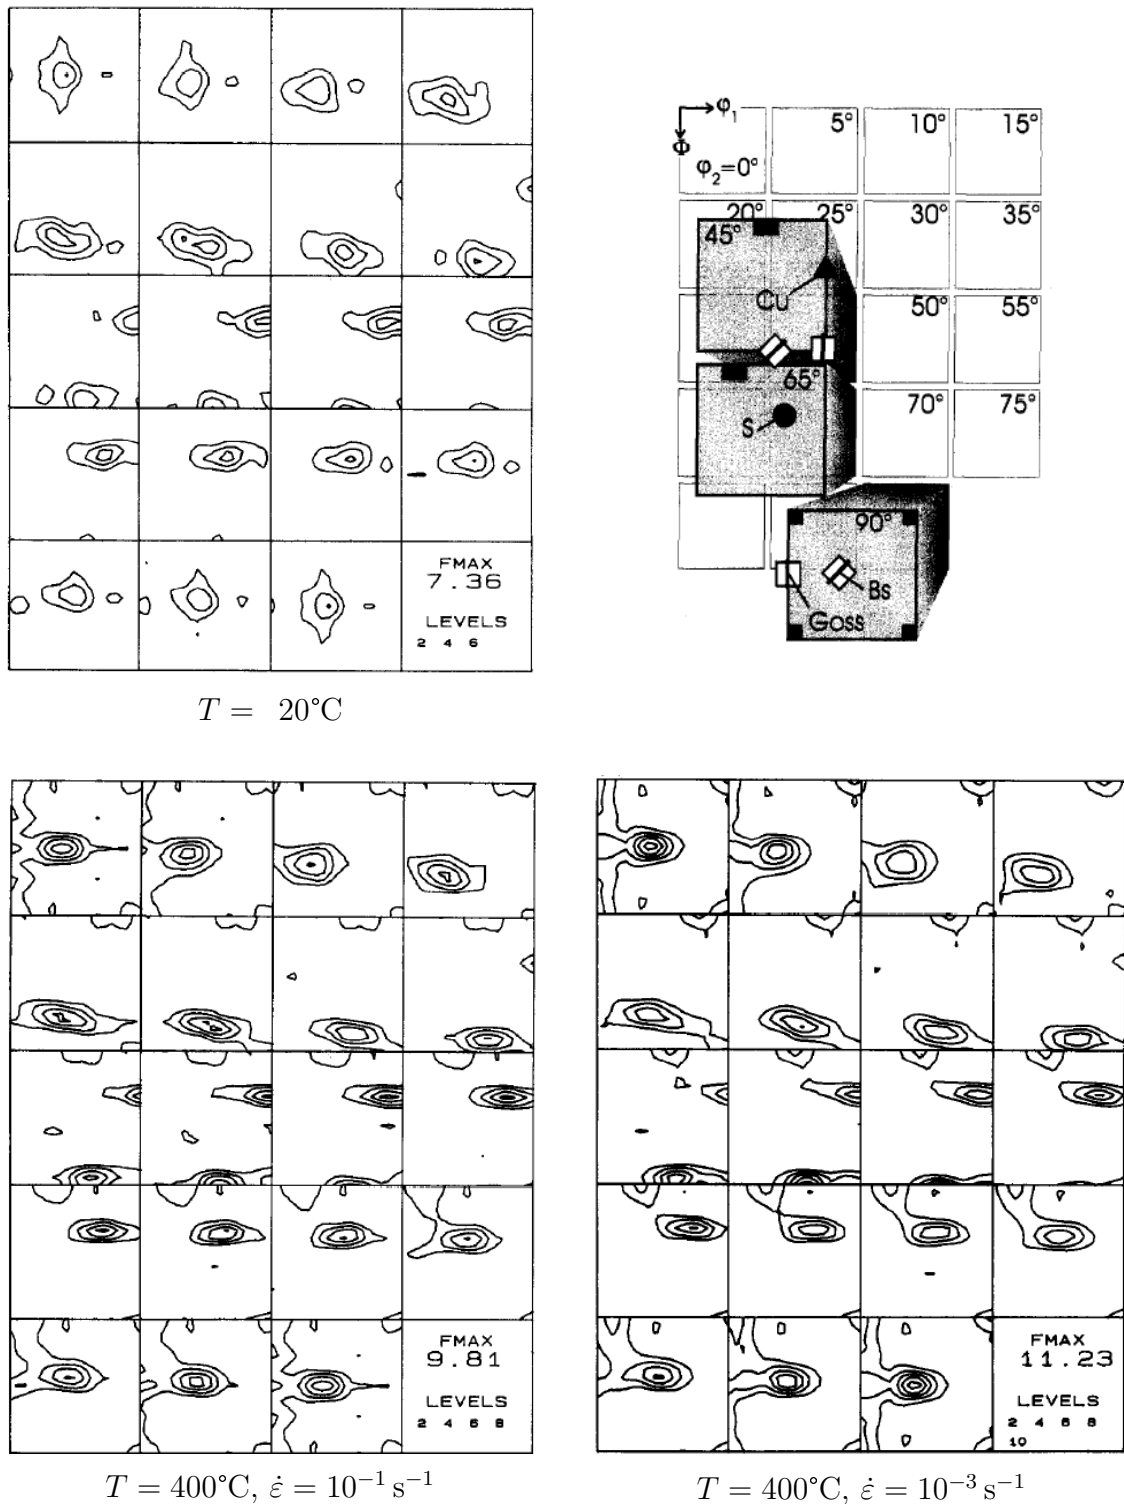 FMAX
7.36
LEVELS
2 4 6
T = 20°C
φ₁
Φ
φ₂=0°
5°
10°
15°
20°
25°
30°
35°
45°
Cu
50°
55°
65°
S
70°
75°
90°
Bs
Goss
FMAX
9.81
LEVELS
2 4 6 8
T = 400°C, ε̇ = 10⁻¹ s⁻¹
FMAX
11.23
LEVELS
2 4 6 8
10
T = 400°C, ε̇ = 10⁻³ s⁻¹